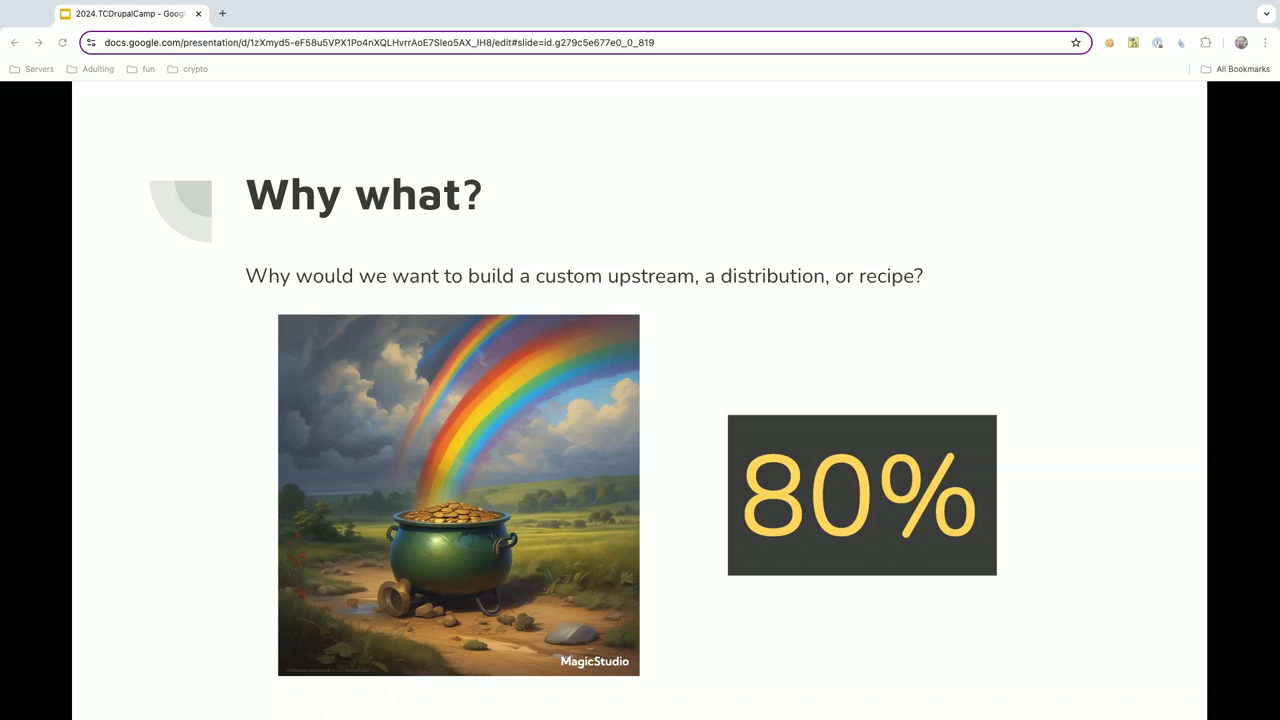 2024.TCDrupalCamp - Googl
docs.google.com/presentation/d/1zXmyd5-eF58u5VPX1Po4nXQLHvrrAoE7Sleo5AX_lH8/edit#slide=id.g279c5e677e0_0_819
Servers
Adulting
fun
crypto
All Bookmarks
Why what?
Why would we want to build a custom upstream, a distribution, or recipe?
80%
MagicStudio